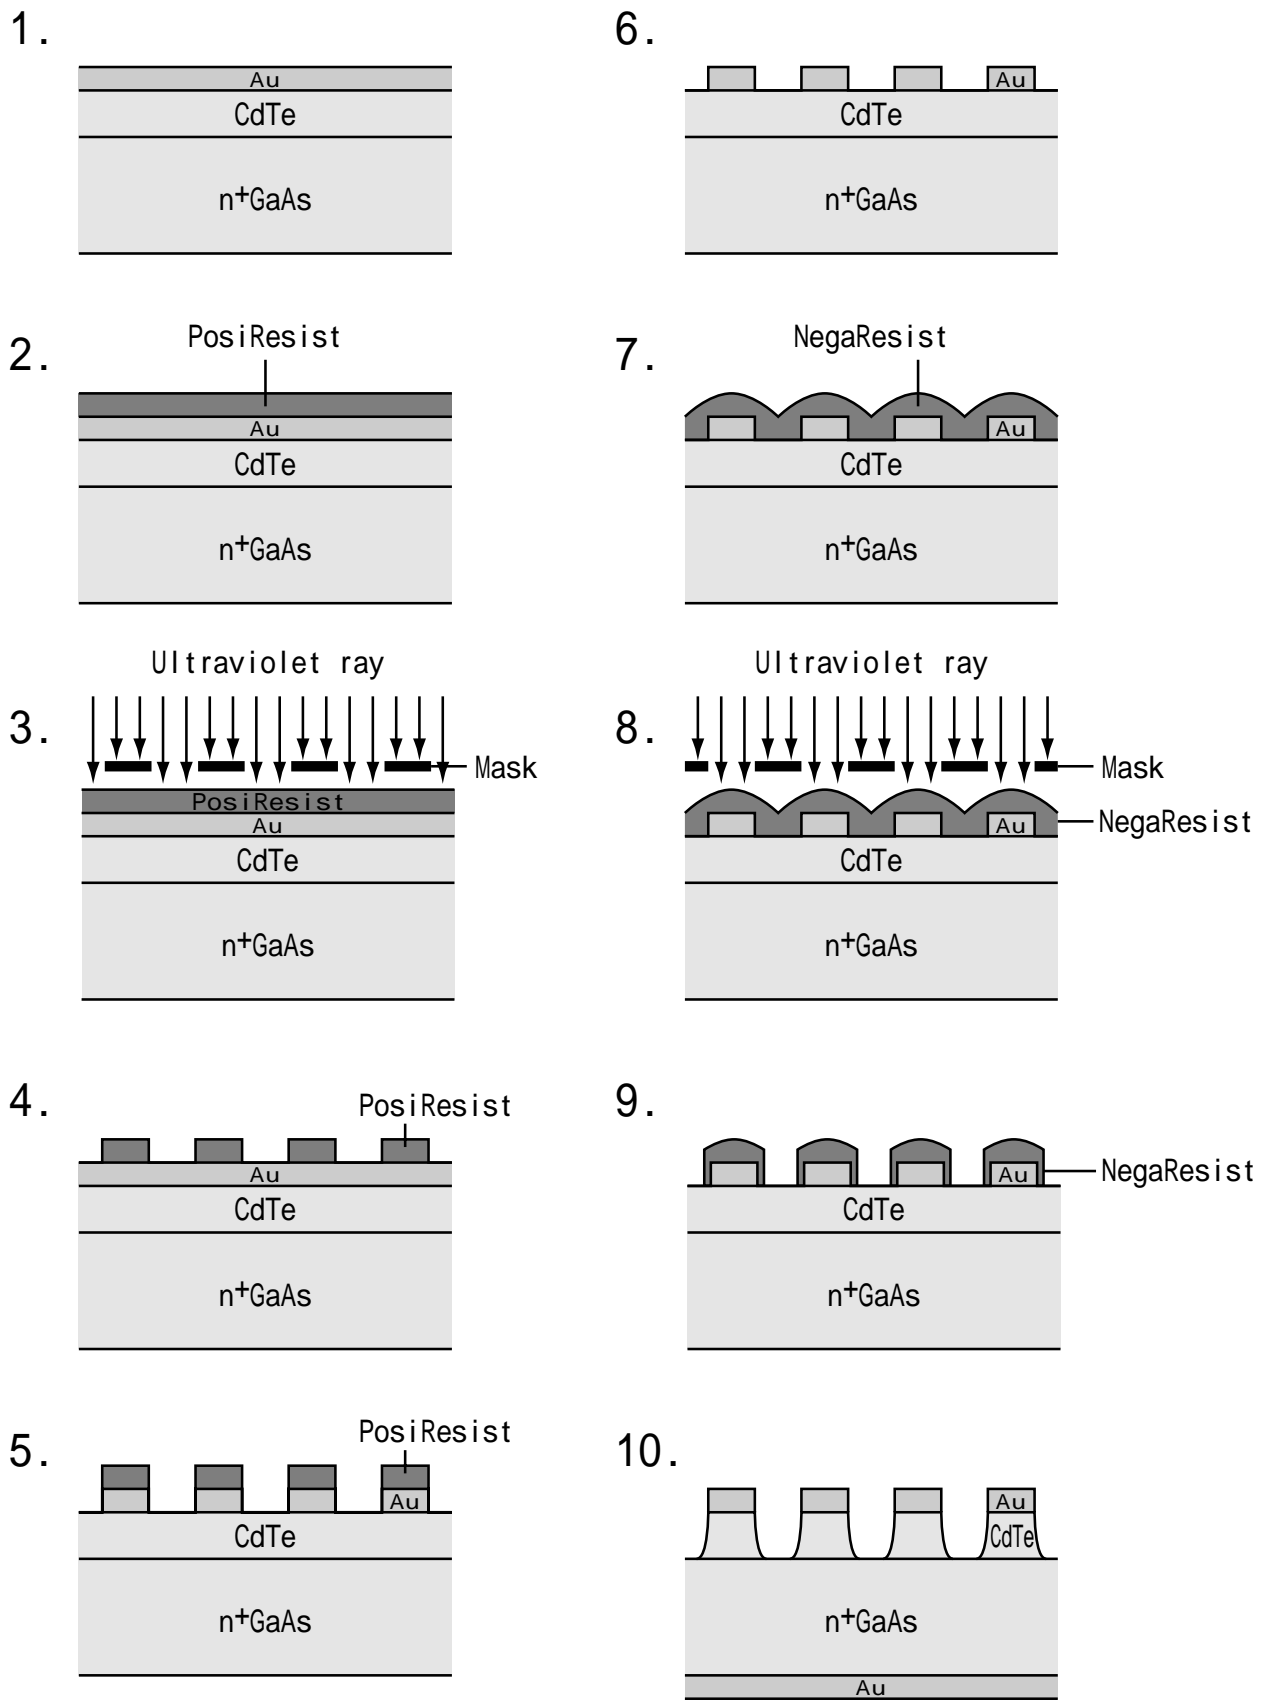 1.
Au
CdTe
n+GaAs
2.
PosiResist
Au
CdTe
n+GaAs
3.
Ultraviolet ray
Mask
PosiResist
Au
CdTe
n+GaAs
4.
PosiResist
Au
CdTe
n+GaAs
5.
PosiResist
Au
CdTe
n+GaAs
6.
Au
CdTe
n+GaAs
7.
NegaResist
Au
CdTe
n+GaAs
8.
Ultraviolet ray
Mask
Au
NegaResist
CdTe
n+GaAs
9.
Au
NegaResist
CdTe
n+GaAs
10.
Au
CdTe
n+GaAs
Au